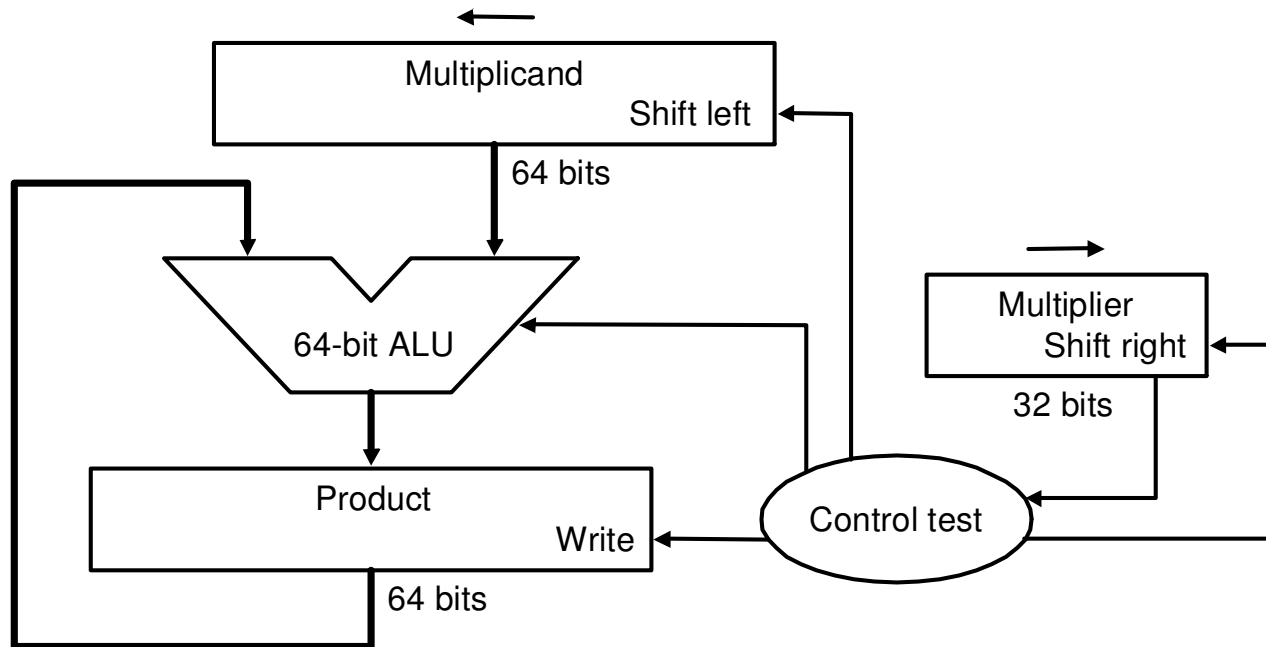 Multiplicand
Shift left
64 bits
64-bit ALU
Multiplier
Shift right
32 bits
Product
Write
Control test
64 bits